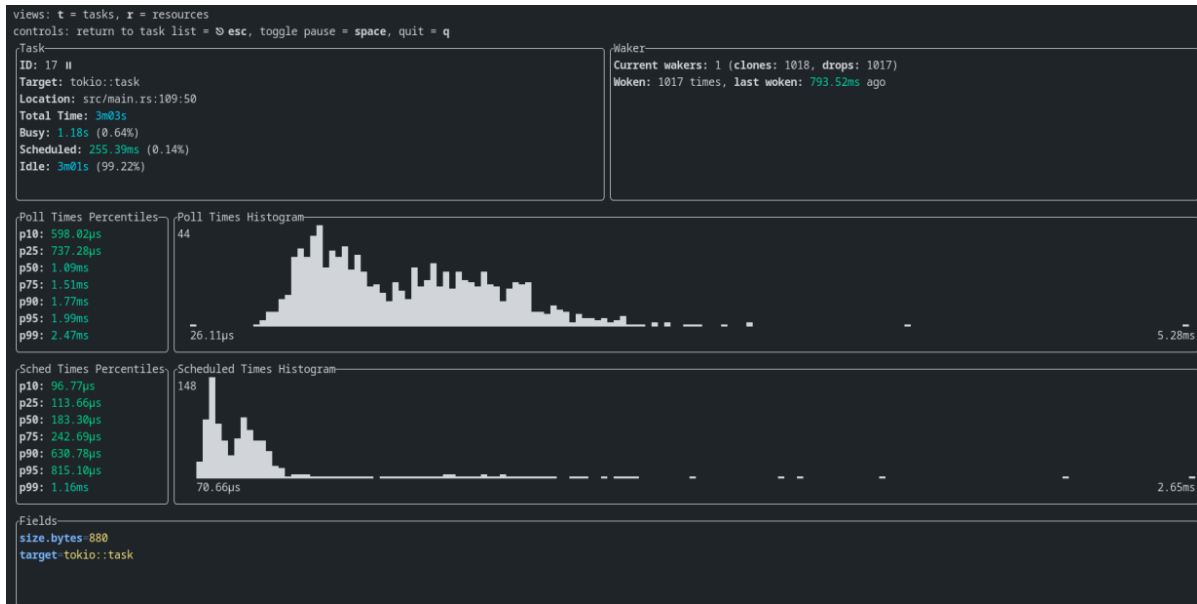 views: t = tasks, r = resources
controls: return to task list = ⎋ esc, toggle pause = space, quit = q
Task
ID: 17 ⏸
Target: tokio::task
Location: src/main.rs:109:50
Total Time: 3m03s
Busy: 1.18s (0.64%)
Scheduled: 255.39ms (0.14%)
Idle: 3m01s (99.22%)
Waker
Current wakers: 1 (clones: 1018, drops: 1017)
Woken: 1017 times, last woken: 793.52ms ago
Poll Times Percentiles
p10: 598.02µs
p25: 737.28µs
p50: 1.09ms
p75: 1.51ms
p90: 1.77ms
p95: 1.99ms
p99: 2.47ms
Poll Times Histogram
44
26.11µs 5.28ms
Sched Times Percentiles
p10: 96.77µs
p25: 113.66µs
p50: 183.30µs
p75: 242.69µs
p90: 630.78µs
p95: 815.10µs
p99: 1.16ms
Scheduled Times Histogram
148
70.66µs 2.65ms
Fields
size.bytes=880
target=tokio::task